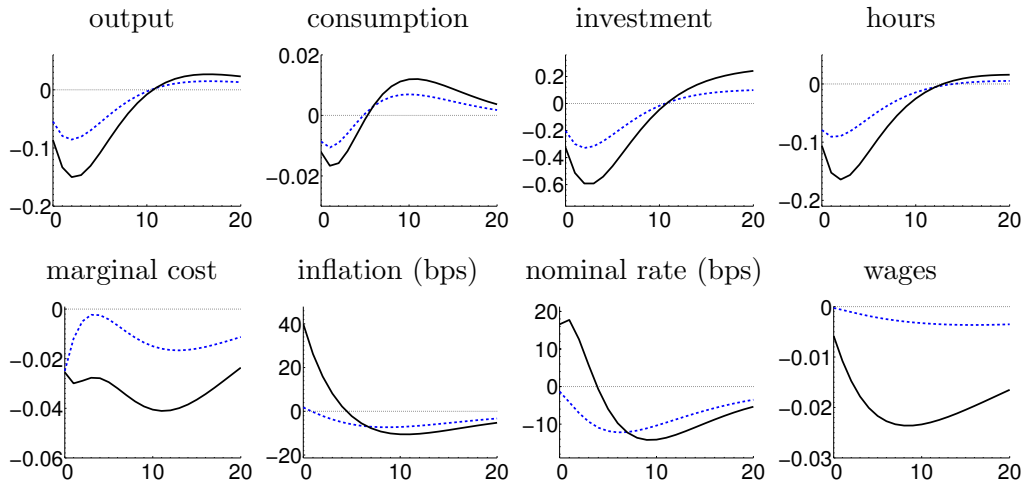 output consumption investment hours
0 −0.1 −0.2 0 10 20
0.02 0 −0.02 0 10 20
0.2 0 −0.2 −0.4 −0.6 0 10 20
0 −0.1 −0.2 0 10 20
marginal cost inflation (bps) nominal rate (bps) wages
0 −0.02 −0.04 −0.06 0 10 20
40 20 0 −20 0 10 20
20 10 0 −10 0 10 20
0 −0.01 −0.02 −0.03 0 10 20